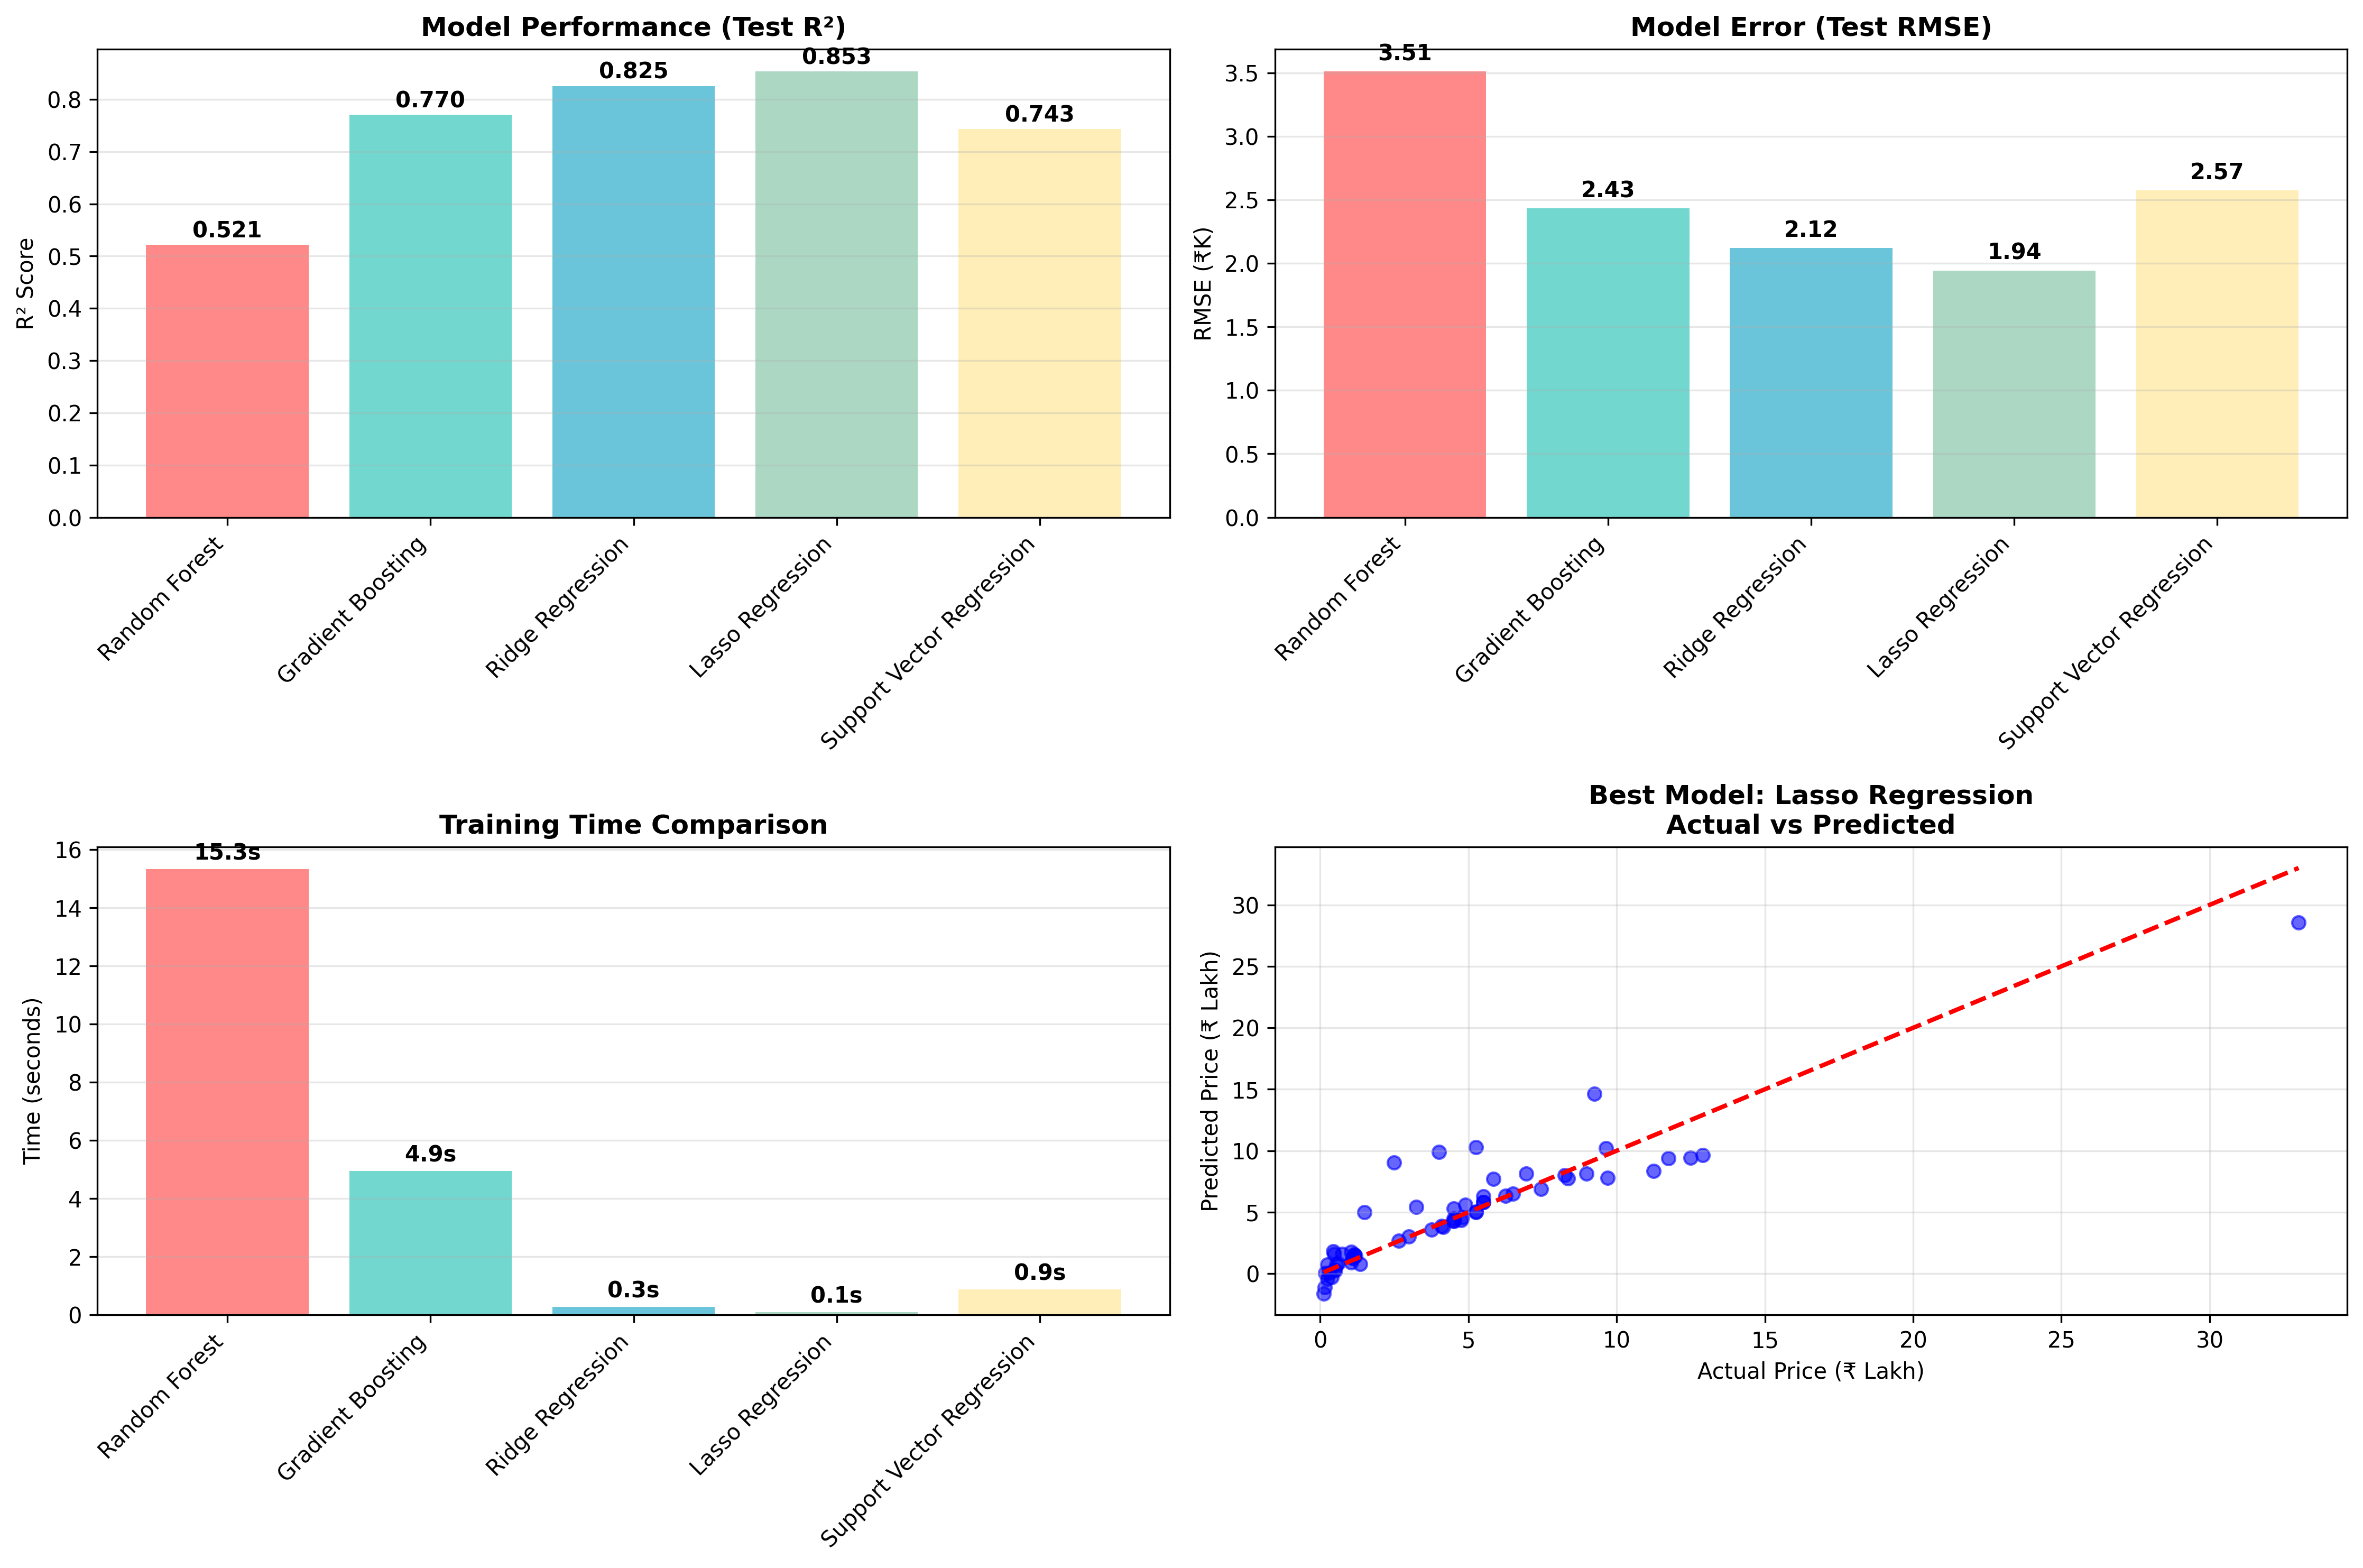 Model Performance (Test R²)
R² Score
0.8
0.7
0.6
0.5
0.4
0.3
0.2
0.1
0.0
0.521
0.770
0.825
0.853
0.743
Random Forest
Gradient Boosting
Ridge Regression
Lasso Regression
Support Vector Regression
Model Error (Test RMSE)
RMSE (₹K)
3.5
3.0
2.5
2.0
1.5
1.0
0.5
0.0
3.51
2.43
2.12
1.94
2.57
Random Forest
Gradient Boosting
Ridge Regression
Lasso Regression
Support Vector Regression
Training Time Comparison
Time (seconds)
16
14
12
10
8
6
4
2
0
15.3s
4.9s
0.3s
0.1s
0.9s
Random Forest
Gradient Boosting
Ridge Regression
Lasso Regression
Support Vector Regression
Best Model: Lasso Regression
Actual vs Predicted
Predicted Price (₹ Lakh)
30
25
20
15
10
5
0
0 5 10 15 20 25 30
Actual Price (₹ Lakh)